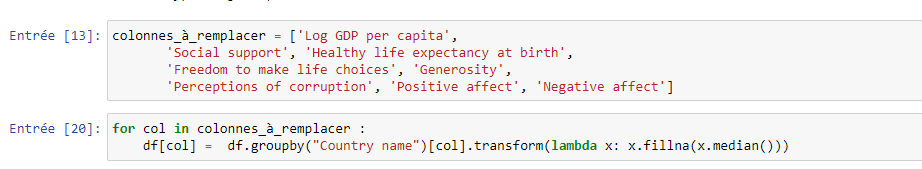 Entrée [13]: colonnes_à_remplacer = ['Log GDP per capita',
'Social support', 'Healthy life expectancy at birth',
'Freedom to make life choices', 'Generosity',
'Perceptions of corruption', 'Positive affect', 'Negative affect']
Entrée [20]: for col in colonnes_à_remplacer :
df[col] =  df.groupby("Country name")[col].transform(lambda x: x.fillna(x.median()))